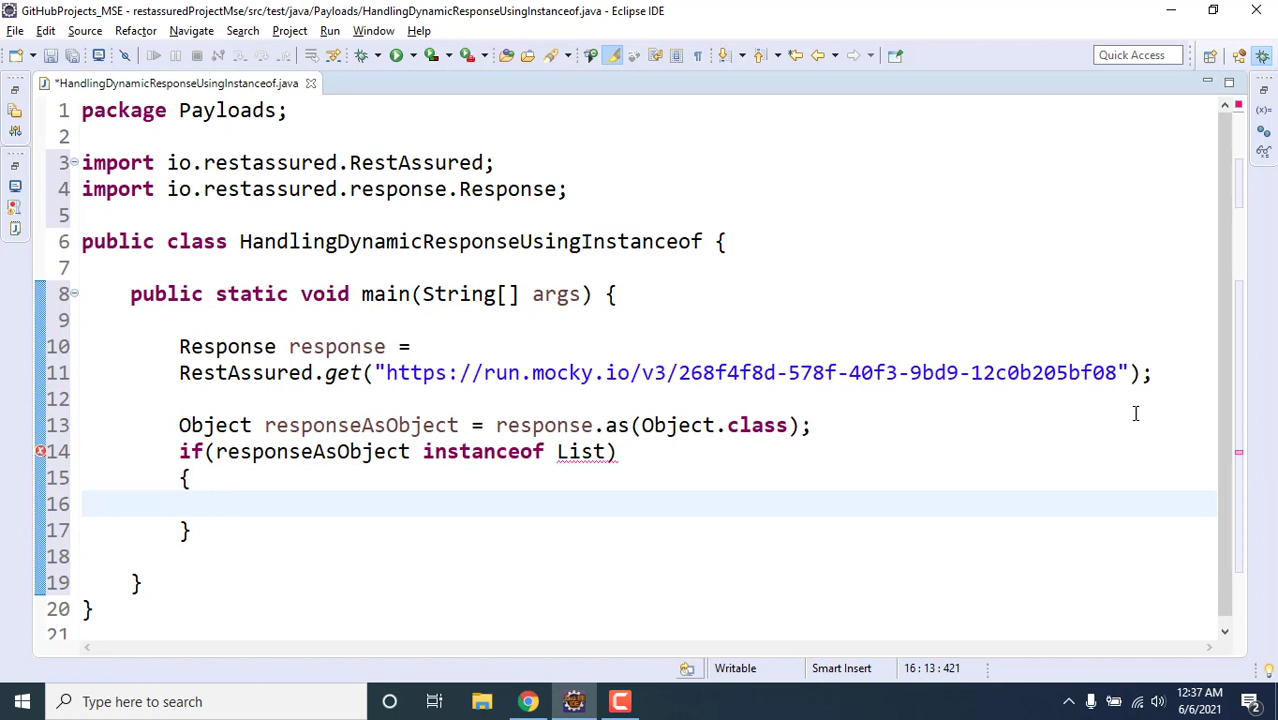 GitHubProjects_MSE - restassuredProjectMse/src/test/java/Payloads/HandlingDynamicResponseUsingInstanceof.java - Eclipse IDE
File Edit Source Refactor Navigate Search Project Run Window Help
Quick Access
*HandlingDynamicResponseUsingInstanceof.java
1 package Payloads;
2
3 import io.restassured.RestAssured;
4 import io.restassured.response.Response;
5
6 public class HandlingDynamicResponseUsingInstanceof {
7
8 public static void main(String[] args) {
9
10 Response response =
11 RestAssured.get("https://run.mocky.io/v3/268f4f8d-578f-40f3-9bd9-12c0b205bf08");
12
13 Object responseAsObject = response.as(Object.class);
14 if(responseAsObject instanceof List)
15 {
16
17 }
18
19 }
20 }
21
Writable Smart Insert 16 : 13 : 421
Type here to search
12:37 AM
6/6/2021
2